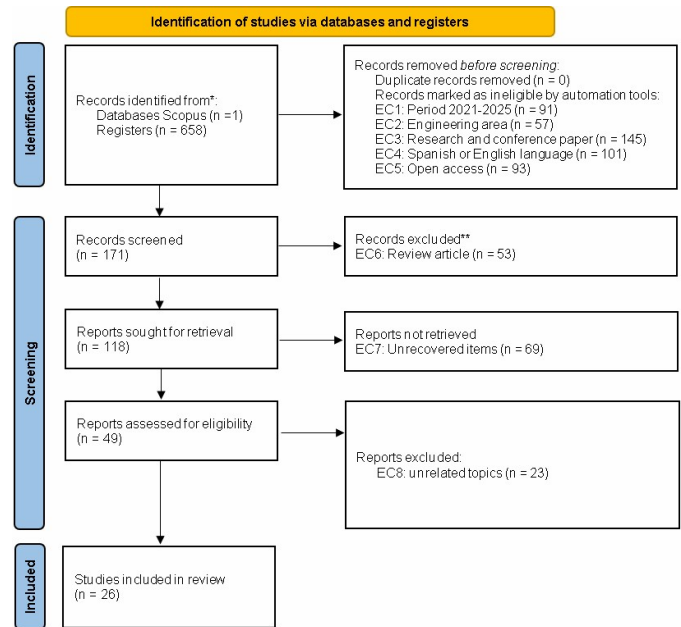 Identification of studies via databases and registers
Identification
Records identified from*:
Databases Scopus (n =1)
Registers (n = 658)
Records removed before screening:
Duplicate records removed (n = 0)
Records marked as in eligible by automation tools:
EC1: Period 2021-2025 (n = 91)
EC2: Engineering area (n = 57)
EC3: Research and conference paper (n = 145)
EC4: Spanish or English language (n = 101)
EC5: Open access (n = 93)
Screening
Records screened
(n = 171)
Records excluded**
EC6: Review article (n = 53)
Reports sought for retrieval
(n = 118)
Reports not retrieved
EC7: Unrecovered items (n = 69)
Reports assessed for eligibility
(n = 49)
Reports excluded:
EC8: unrelated topics (n = 23)
Included
Studies included in review
(n = 26)